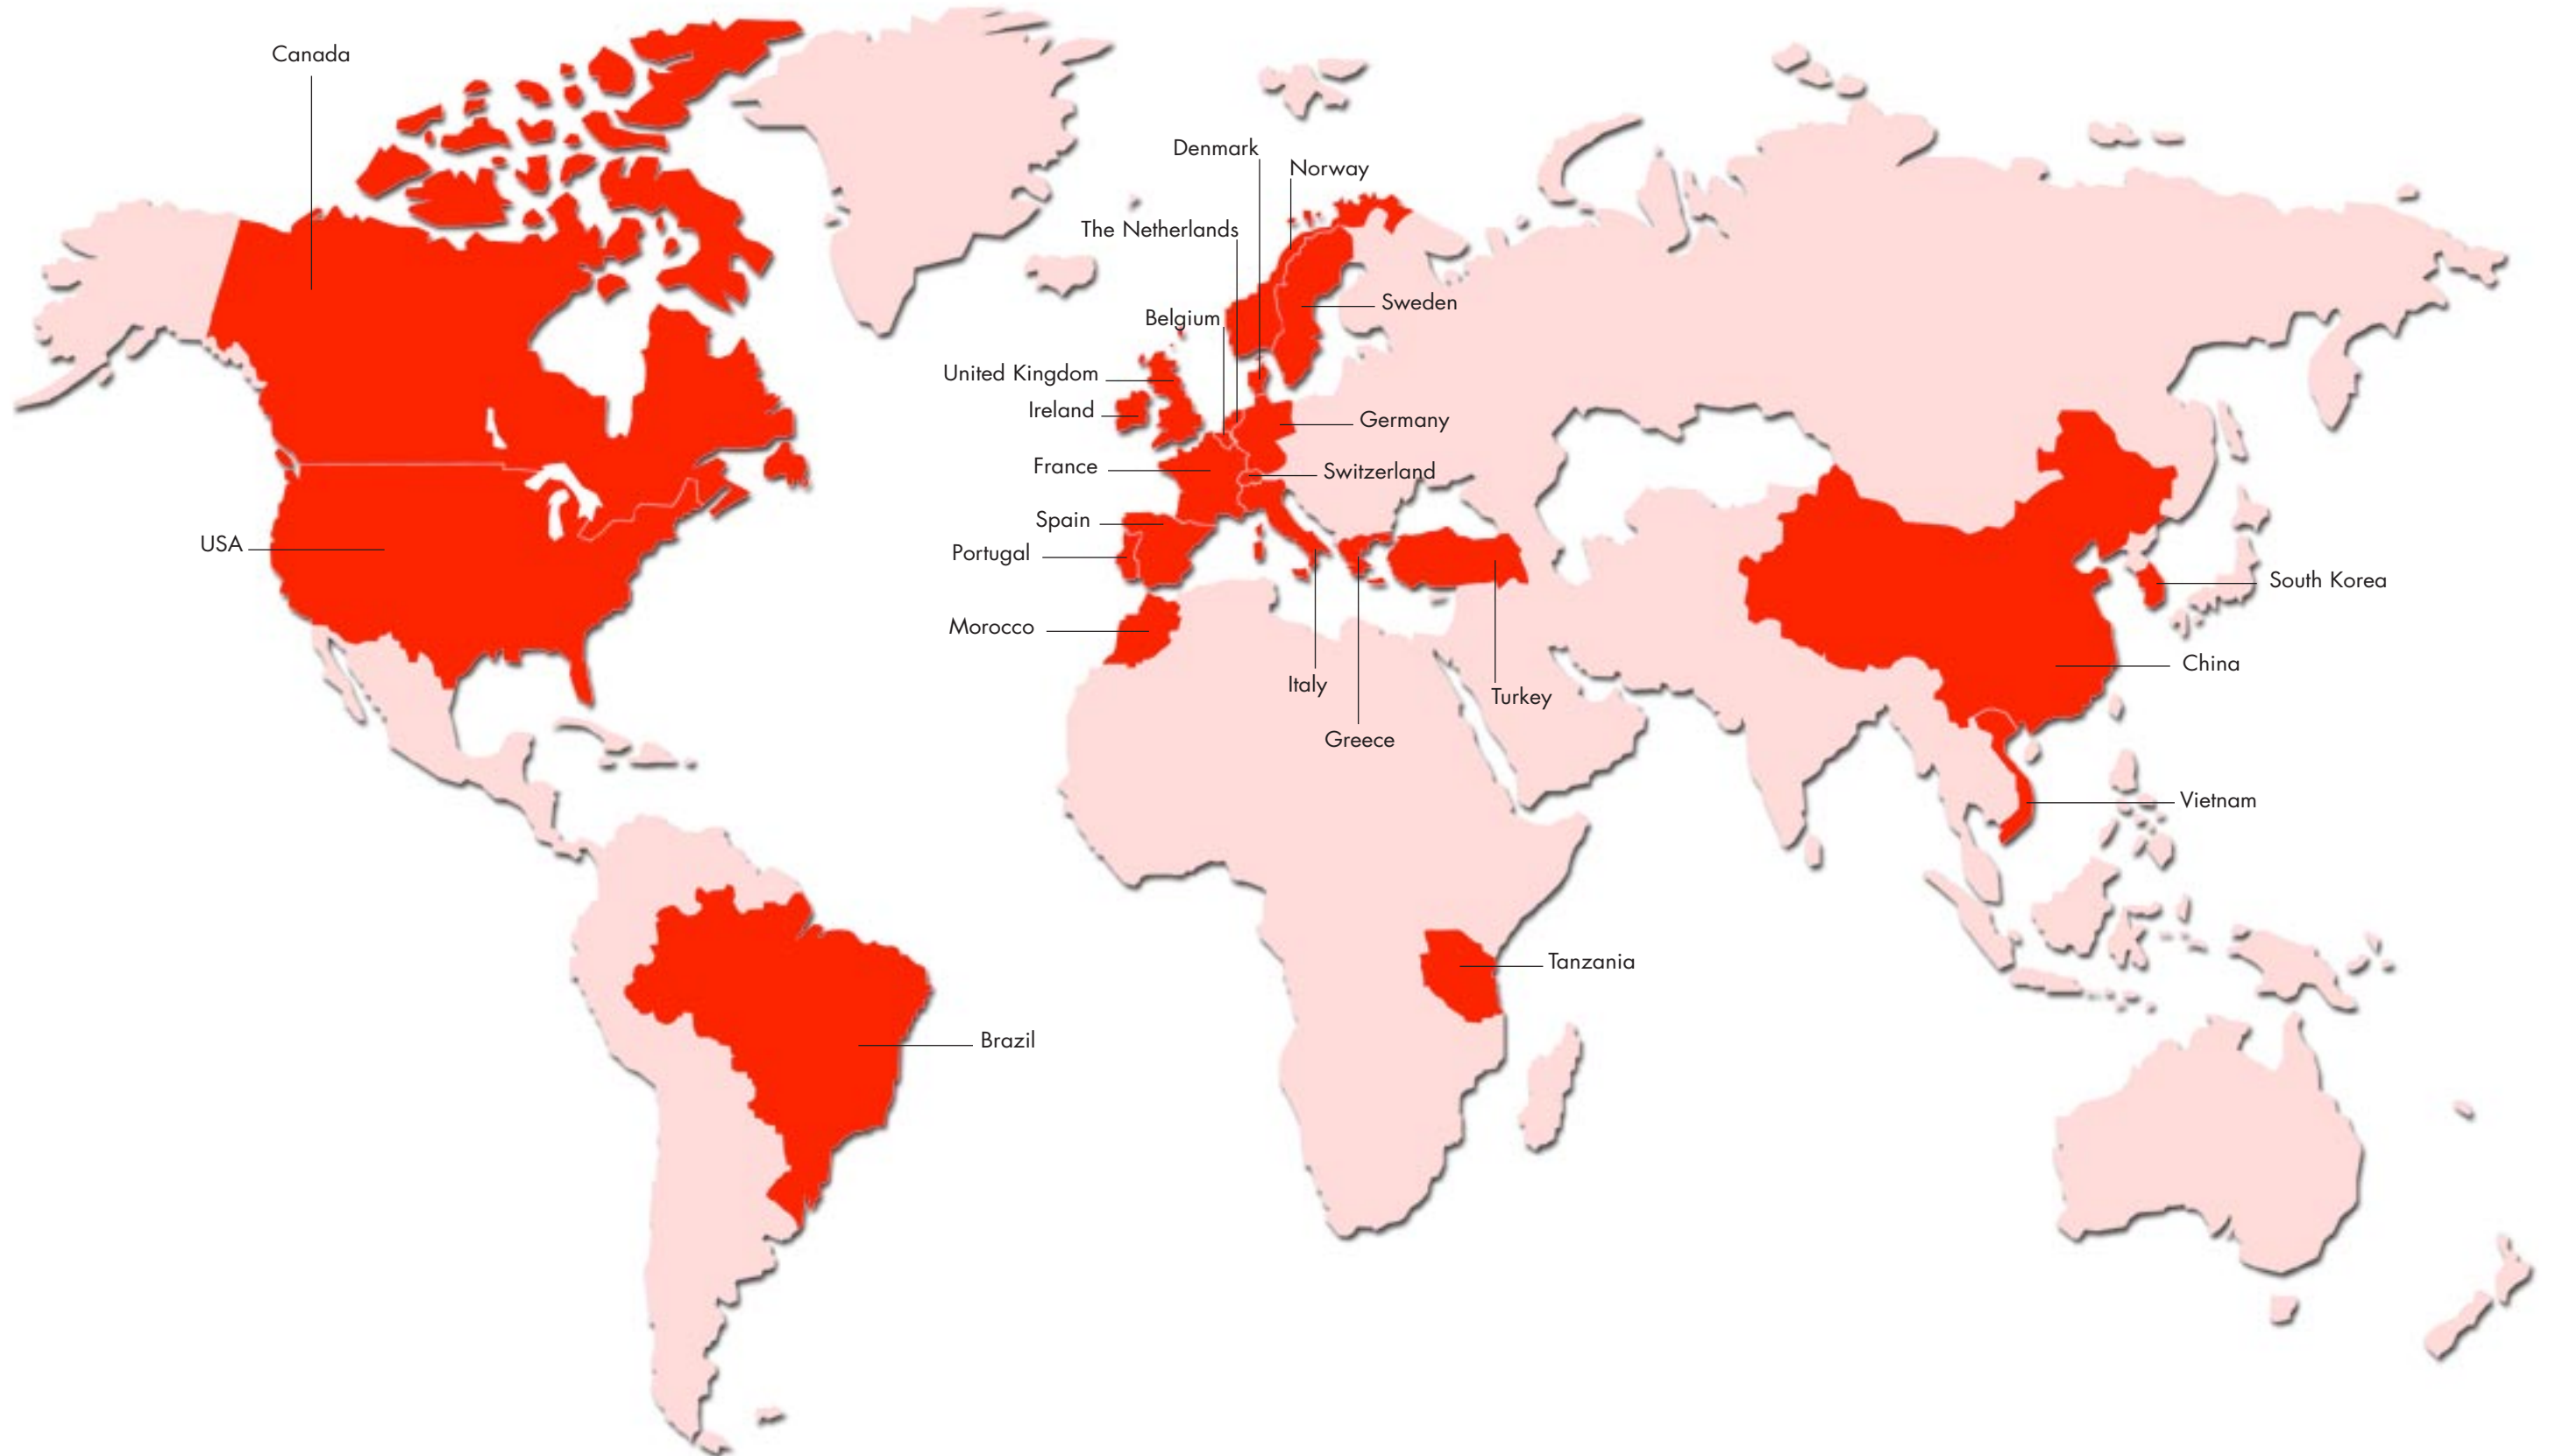 Canada
Denmark
Norway
The Netherlands
Sweden
Belgium
United Kingdom
Ireland
Germany
France
Switzerland
Spain
USA
Portugal
South Korea
Morocco
China
Italy
Turkey
Greece
Vietnam
Tanzania
Brazil